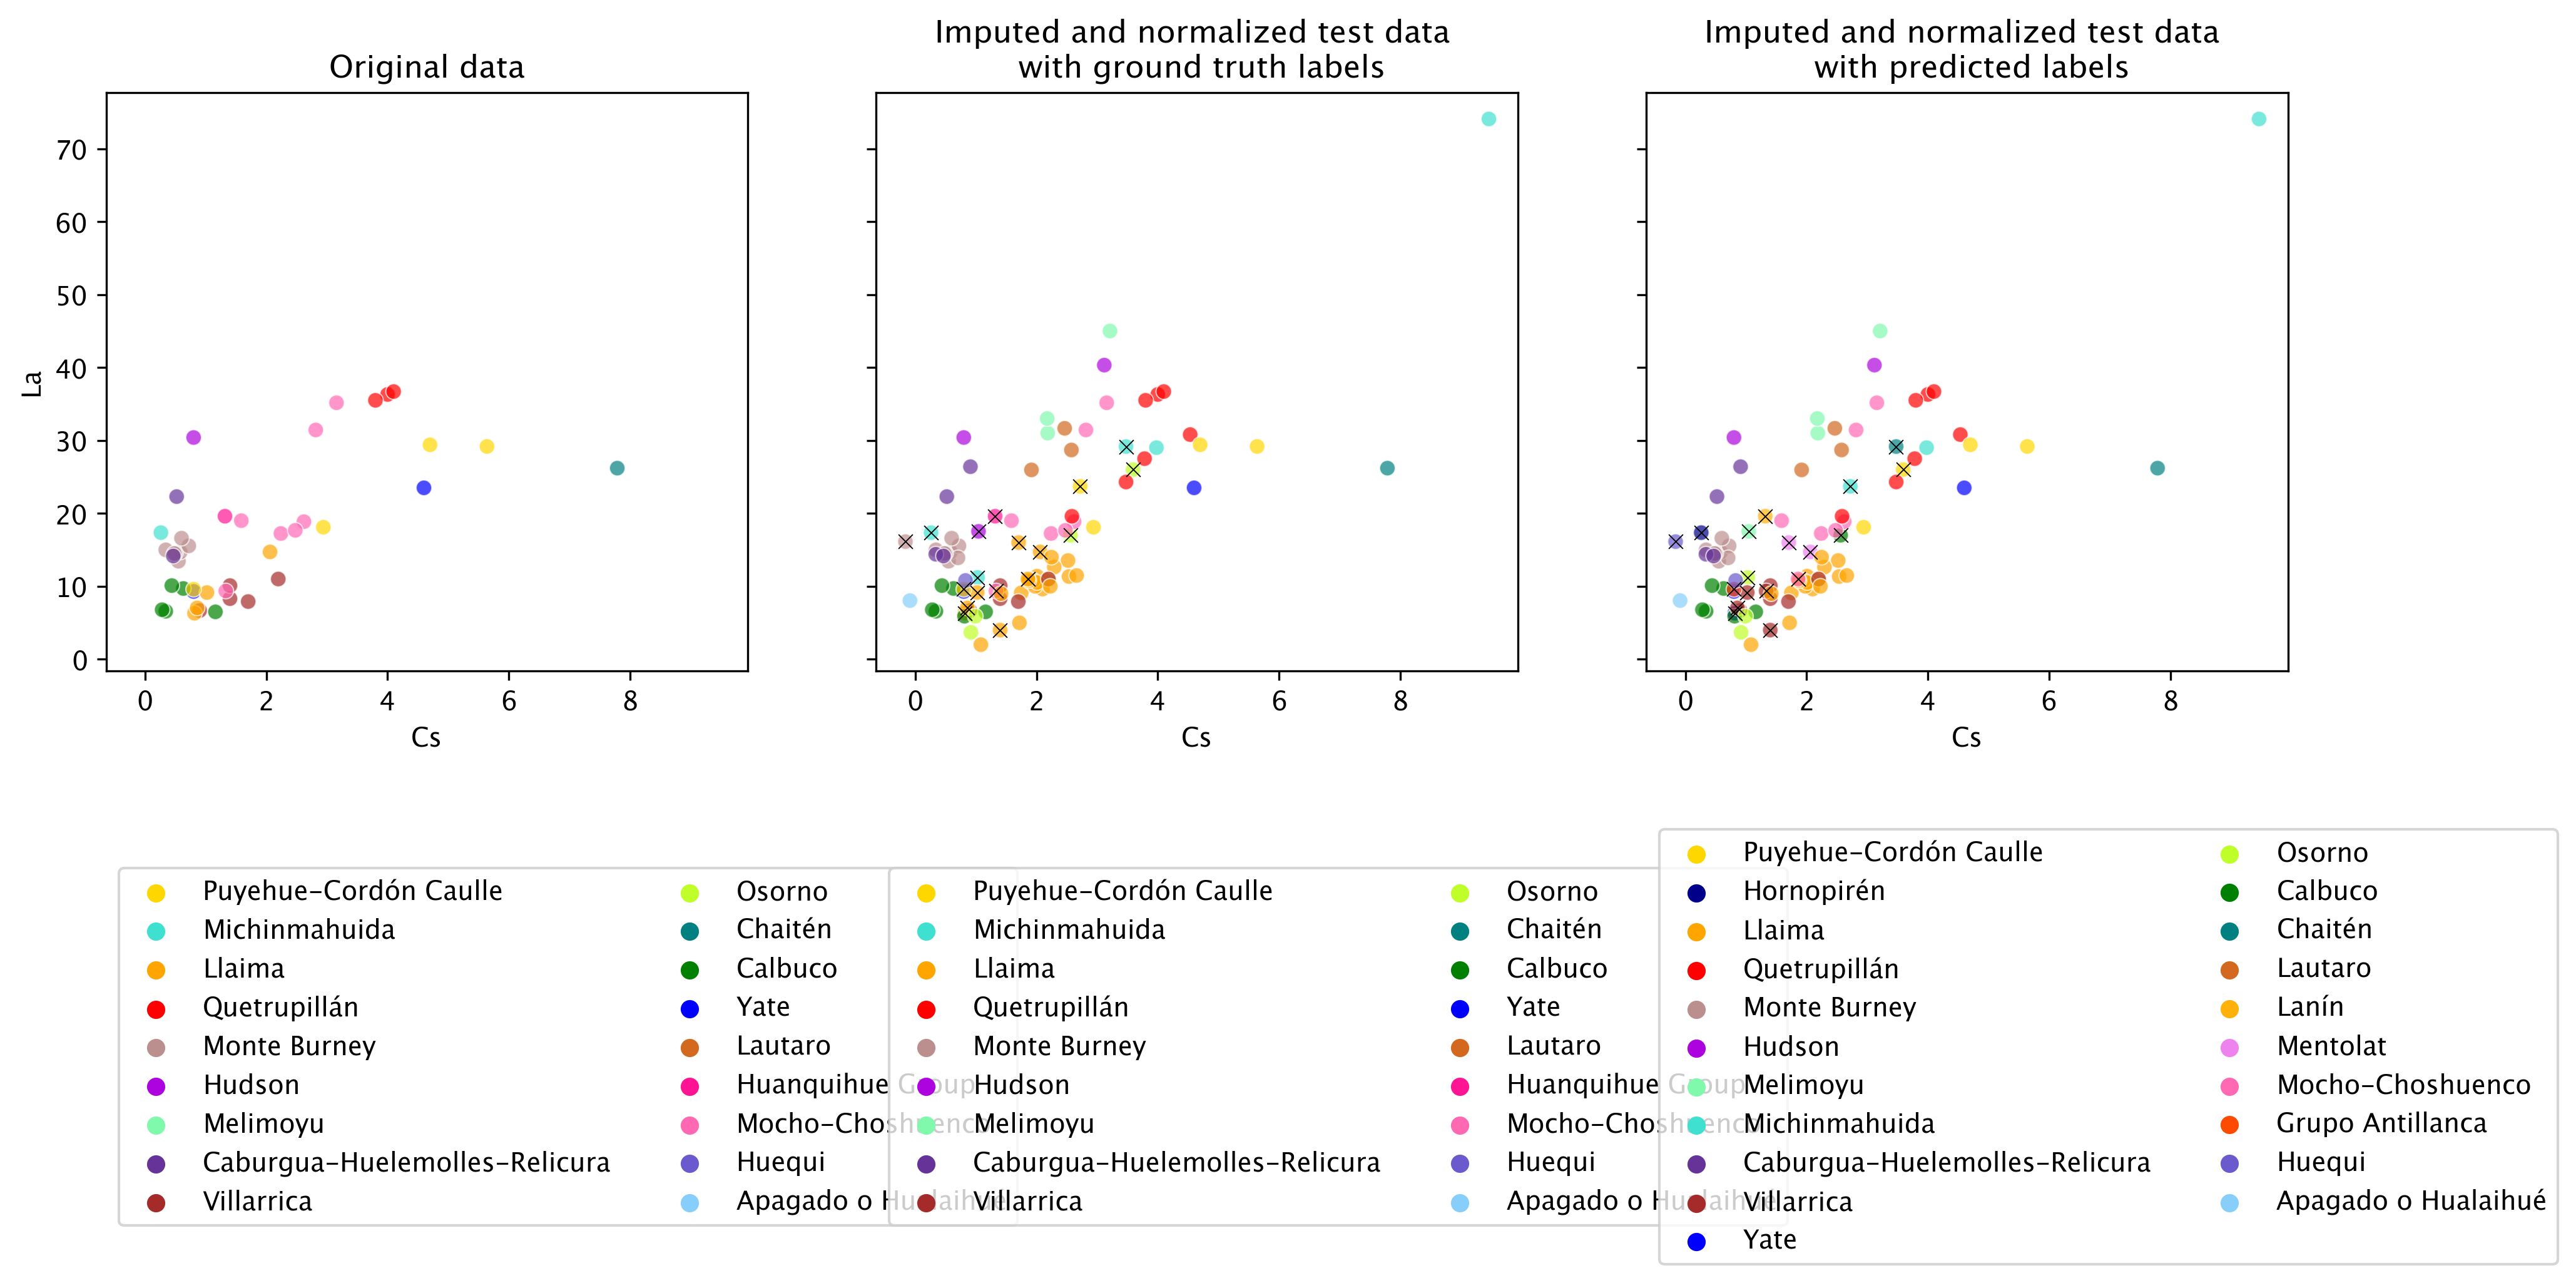 Original data
Imputed and normalized test data
with ground truth labels
Imputed and normalized test data
with predicted labels
La
70
60
50
40
30
20
10
0
0 2 4 6 8
Cs
0 2 4 6 8
Cs
0 2 4 6 8
Cs
Puyehue-Cordón Caulle
Michinmahuida
Llaima
Quetrupillán
Monte Burney
Hudson
Melimoyu
Caburgua-Huelemolles-Relicura
Villarrica
Osorno
Chaitén
Calbuco
Yate
Lautaro
Huanquihue Group
Mocho-Choshuenco
Huequi
Apagado o Hualaihué
Puyehue-Cordón Caulle
Michinmahuida
Llaima
Quetrupillán
Monte Burney
Hudson
Melimoyu
Caburgua-Huelemolles-Relicura
Villarrica
Osorno
Chaitén
Calbuco
Yate
Lautaro
Huanquihue Group
Mocho-Choshuenco
Huequi
Apagado o Hualaihué
Puyehue-Cordón Caulle
Hornopirén
Llaima
Quetrupillán
Monte Burney
Hudson
Melimoyu
Michinmahuida
Caburgua-Huelemolles-Relicura
Villarrica
Yate
Osorno
Calbuco
Chaitén
Lautaro
Lanín
Mentolat
Mocho-Choshuenco
Grupo Antillanca
Huequi
Apagado o Hualaihué